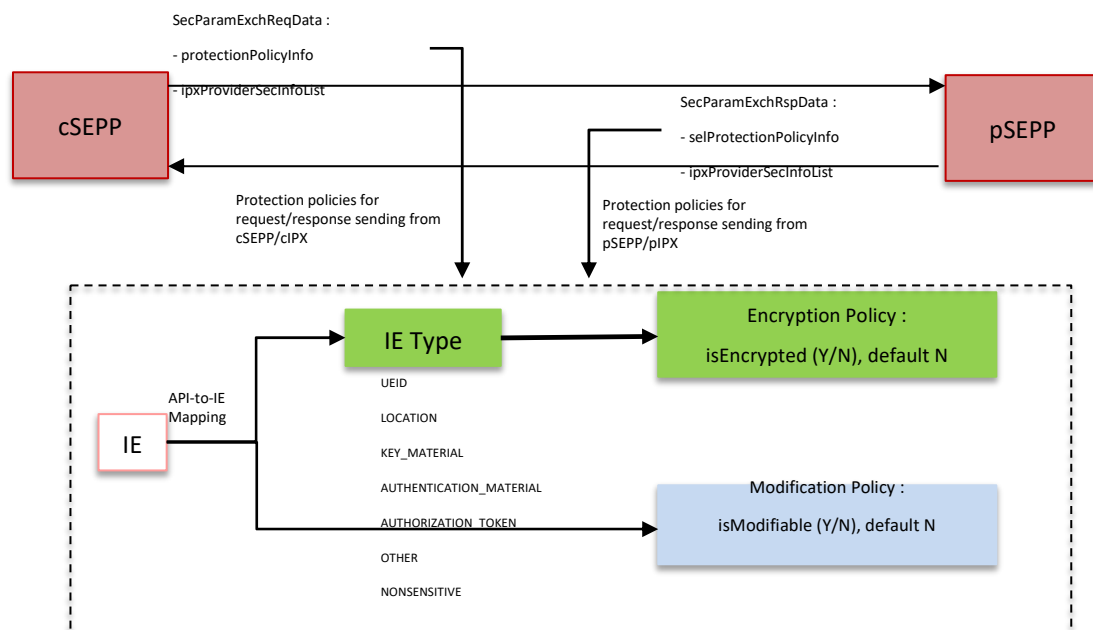 SecParamExchReqData :
- protectionPolicyInfo
- ipxProviderSecInfoList
cSEPP
SecParamExchRspData :
- selProtectionPolicyInfo
- ipxProviderSecInfoList
pSEPP
Protection policies for
request/response sending from
cSEPP/cIPX
Protection policies for
request/response sending from
pSEPP/pIPX
IE
API-to-IE
Mapping
IE Type
UEID
LOCATION
KEY_MATERIAL
AUTHENTICATION_MATERIAL
AUTHORIZATION_TOKEN
OTHER
NONSENSITIVE
Encryption Policy :
isEncrypted (Y/N), default N
Modification Policy :
isModifiable (Y/N), default N